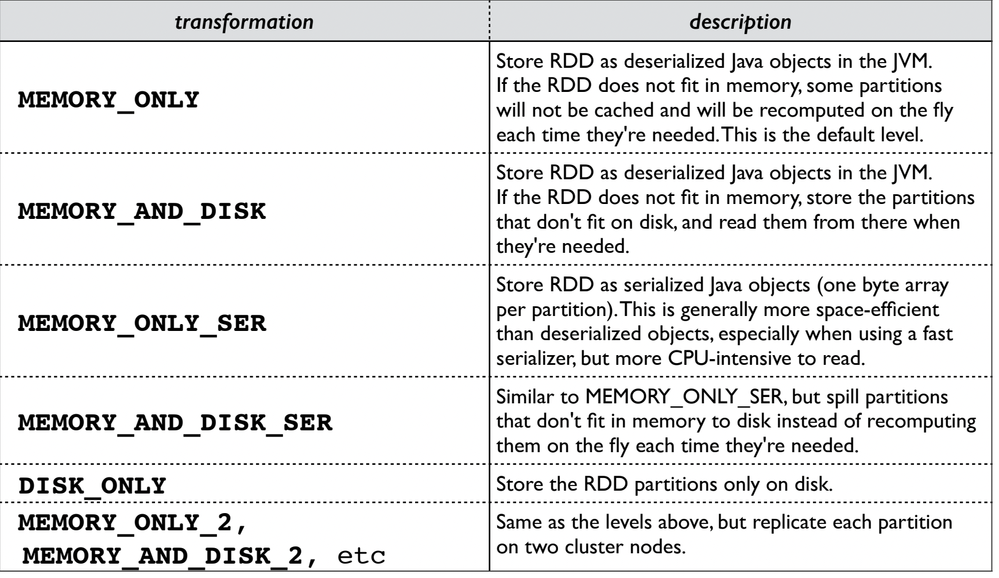 transformation
description
MEMORY_ONLY
Store RDD as deserialized Java objects in the JVM.
If the RDD does not fit in memory, some partitions
will not be cached and will be recomputed on the fly
each time they're needed. This is the default level.
MEMORY_AND_DISK
Store RDD as deserialized Java objects in the JVM.
If the RDD does not fit in memory, store the partitions
that don't fit on disk, and read them from there when
they're needed.
MEMORY_ONLY_SER
Store RDD as serialized Java objects (one byte array
per partition). This is generally more space-efficient
than deserialized objects, especially when using a fast
serializer, but more CPU-intensive to read.
MEMORY_AND_DISK_SER
Similar to MEMORY_ONLY_SER, but spill partitions
that don't fit in memory to disk instead of recomputing
them on the fly each time they're needed.
DISK_ONLY
Store the RDD partitions only on disk.
MEMORY_ONLY_2,
MEMORY_AND_DISK_2, etc
Same as the levels above, but replicate each partition
on two cluster nodes.